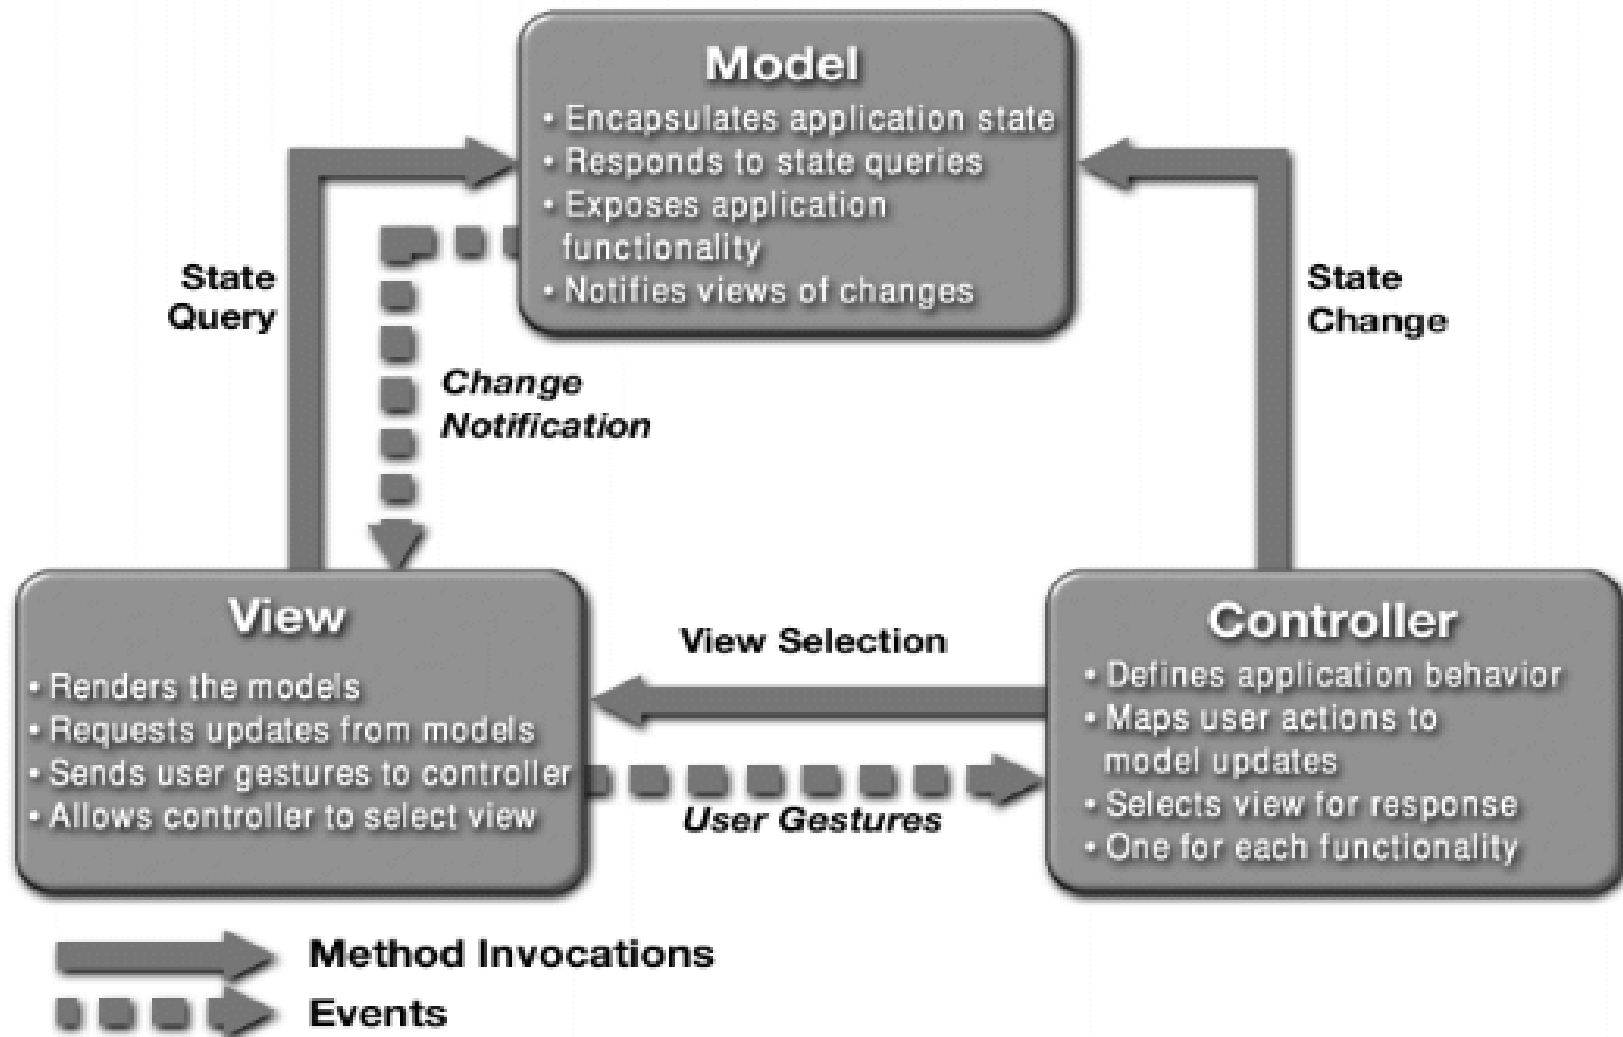 Model
• Encapsulates application state
• Responds to state queries
• Exposes application
functionality
• Notifies views of changes
State
Query
Change
Notification
State
Change
View
• Renders the models
• Requests updates from models
• Sends user gestures to controller
• Allows controller to select view
View Selection
User Gestures
Controller
• Defines application behavior
• Maps user actions to
model updates
• Selects view for response
• One for each functionality
Method Invocations
Events